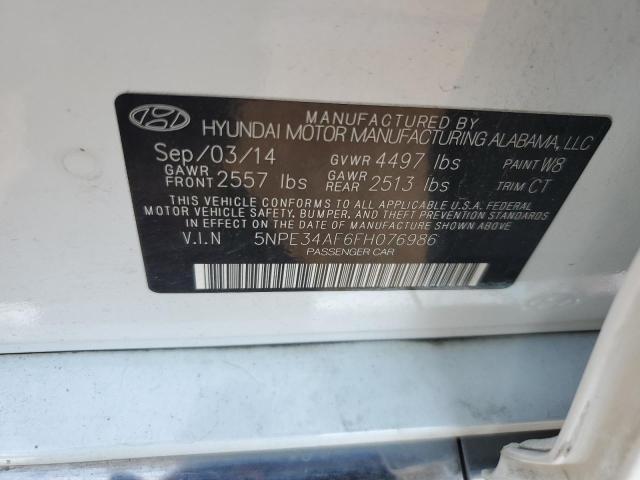 MANUFACTURED BY
HYUNDAI MOTOR MANUFACTURING ALABAMA, LLC
Sep/03/14 GVWR 4497 lbs PAINT W8
GAWR FRONT 2557 lbs GAWR REAR 2513 lbs TRIM CT
THIS VEHICLE CONFORMS TO ALL APPLICABLE U.S.A. FEDERAL
MOTOR VEHICLE SAFETY, BUMPER, AND THEFT PREVENTION STANDARDS
IN EFFECT ON THE DATE OF MANUFACTURE SHOWN ABOVE.
V.I.N 5NPE34AF6FH076986
PASSENGER CAR